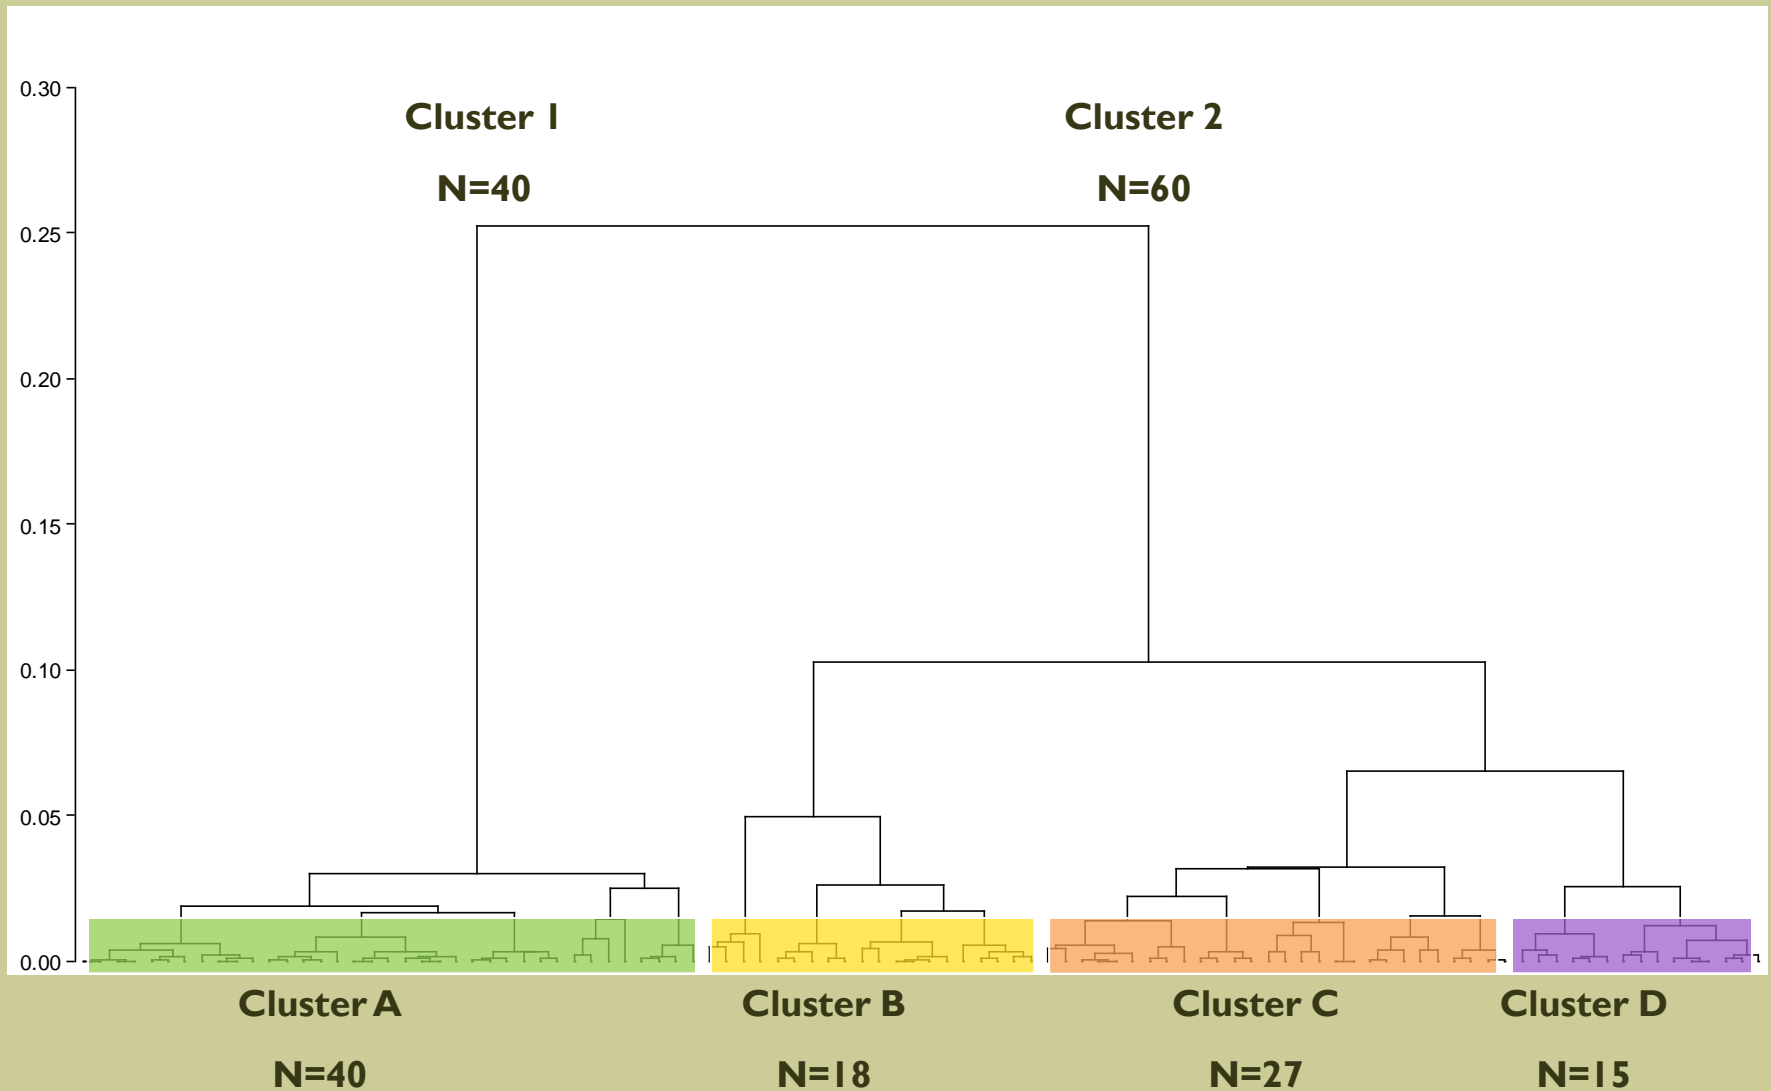 0.30
Cluster 1
Cluster 2
N=40
N=60
0.25
0.20
0.15
0.10
0.05
0.00
Cluster A
Cluster B
Cluster C
Cluster D
N=40
N=18
N=27
N=15